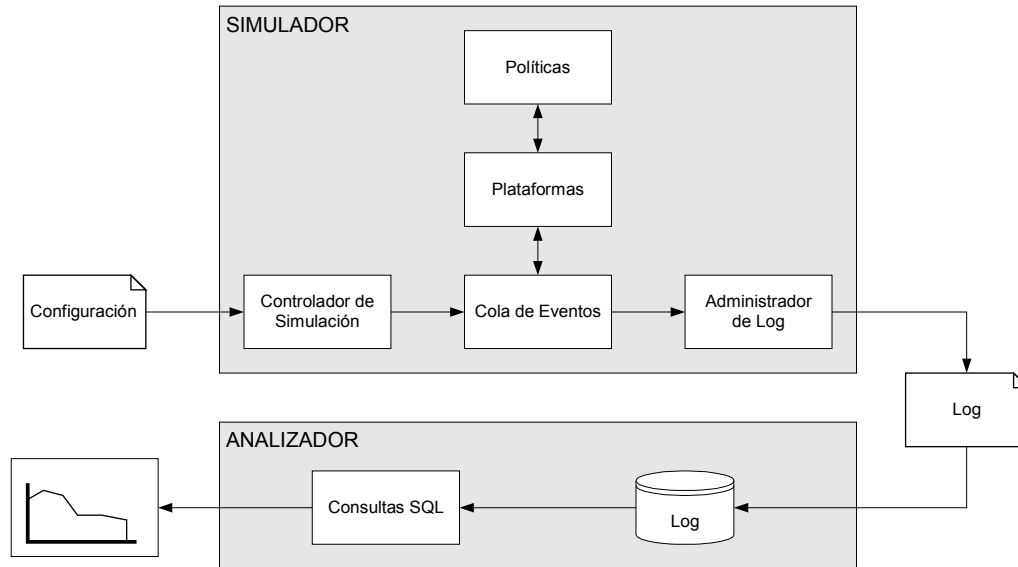 SIMULADOR
Políticas
Plataformas
Configuración
Controlador de
Simulación
Cola de Eventos
Administrador
de Log
Log
ANALIZADOR
Consultas SQL
Log